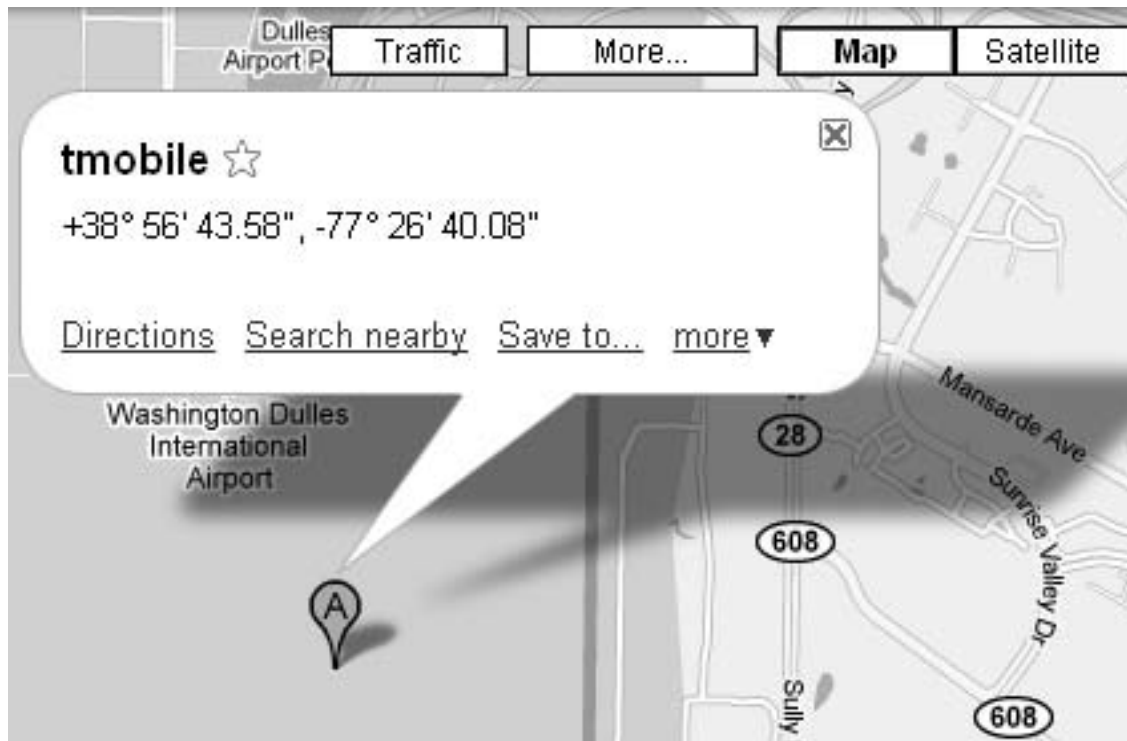 Dulles
Airport
Traffic
More...
Map
Satellite
tmobile
+38° 56' 43.58", -77° 26' 40.08"
Directions Search nearby Save to... more
Washington Dulles
International
Airport
Mansarde Ave
28
Sunrise Valley Dr
608
A
Sully
608